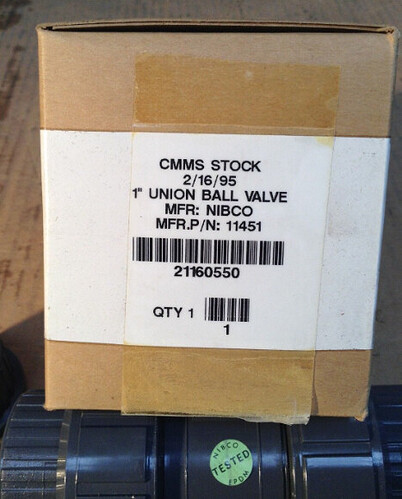 CMMS STOCK
2/16/95
1" UNION BALL VALVE
MFR: NIBCO
MFR.P/N: 11451
21160550
QTY 1
1
NIBCO
TESTED
EPDM